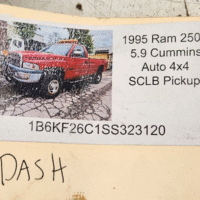 1995 Ram 250
5.9 Cummins
Auto 4x4
SCLB Pickup
1B6KF26C1SS323120
DASH